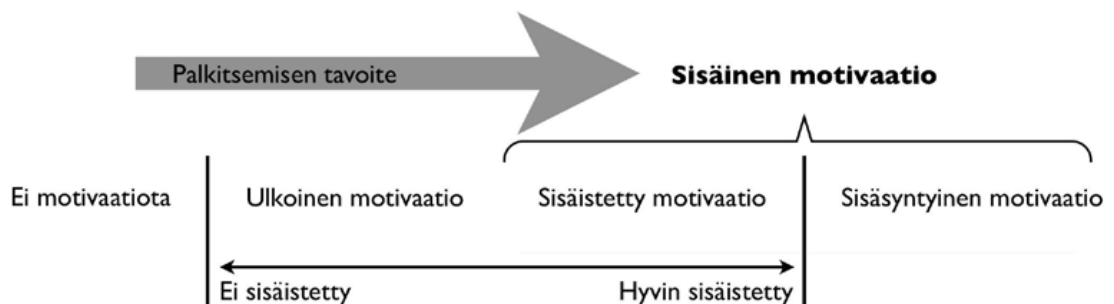 Palkitsemisen tavoite
Sisäinen motivaatio
Ei motivaatiota
Ulkoinen motivaatio
Sisäistetty motivaatio
Sisäsyntyinen motivaatio
Ei sisäistetty
Hyvin sisäistetty